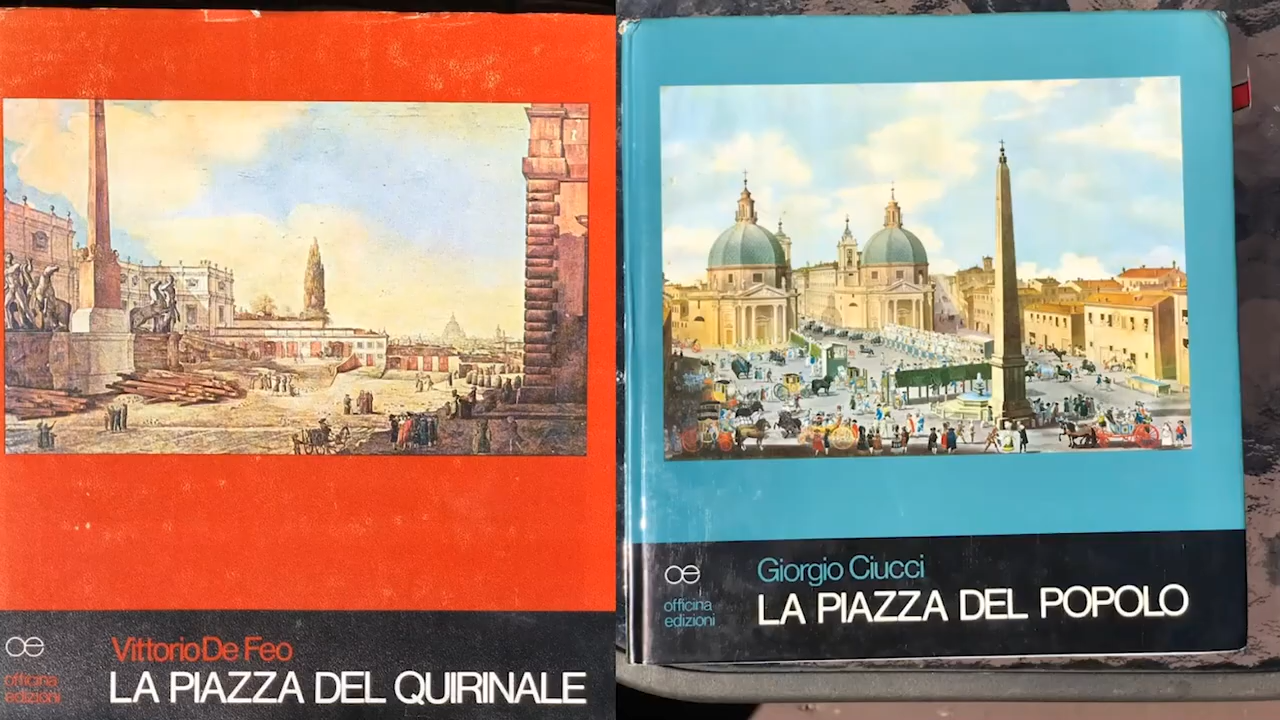 oe
officina
edizioni
Vittorio De Feo
LA PIAZZA DEL QUIRINALE
oe
officina
edizioni
Giorgio Ciucci
LA PIAZZA DEL POPOLO